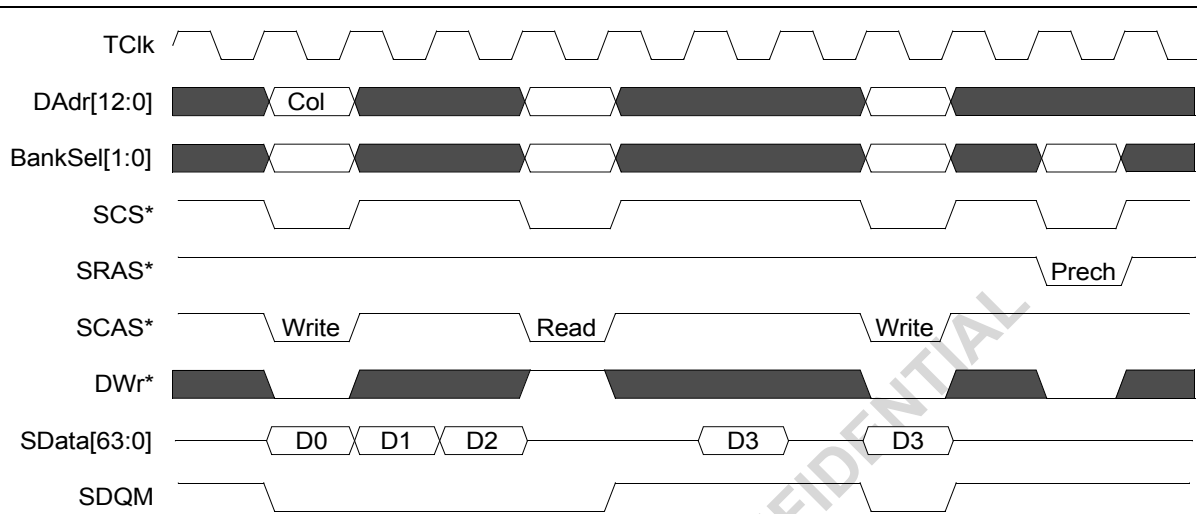 TClk
DAdr[12:0] Col
BankSel[1:0]
SCS*
SRAS* Prech
SCAS* Write Read Write
DWr*
SData[63:0] D0 D1 D2 D3 D3
SDQM
FIDENTIAL